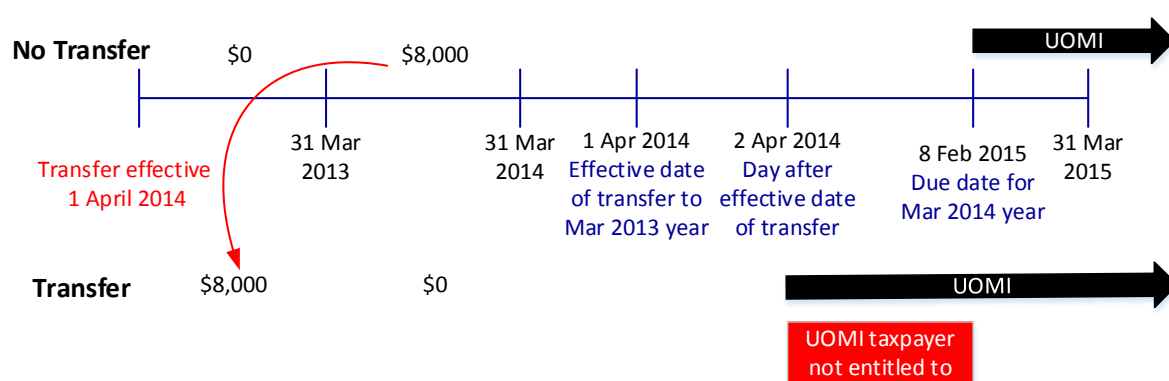 UOMI
No Transfer
$0
$8,000
31 Mar
2013
31 Mar
2014
1 Apr 2014
Effective date
of transfer to
Mar 2013 year
2 Apr 2014
Day after
effective date
of transfer
8 Feb 2015
Due date for
Mar 2014 year
31 Mar
2015
Transfer effective
1 April 2014
Transfer
$8,000
$0
UOMI
UOMI taxpayer
not entitled to